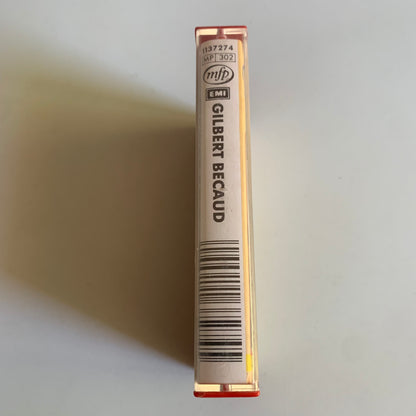 1137274
MP 302
mfp
EMI
GILBERT BECAUD